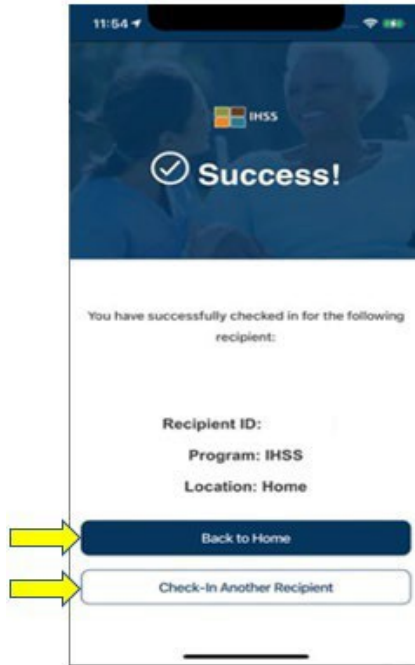 11:54
IHSS
Success!
You have successfully checked in for the following
recipient:
Recipient ID:
Program: IHSS
Location: Home
Back to Home
Check-In Another Recipient